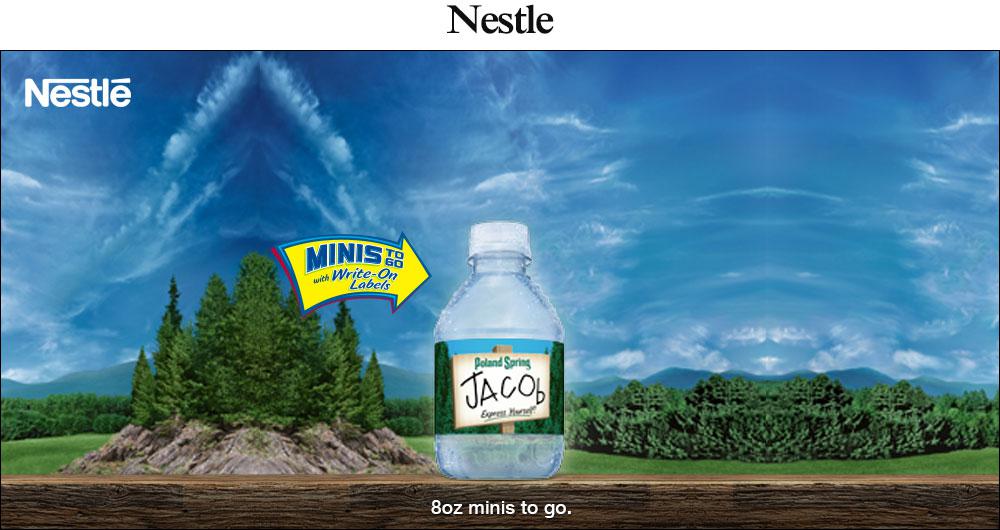 Nestle
Nestlé
MINIS TO GO
with Write-On
Labels
Poland Spring
JACOb
Express Yourself!
8oz minis to go.